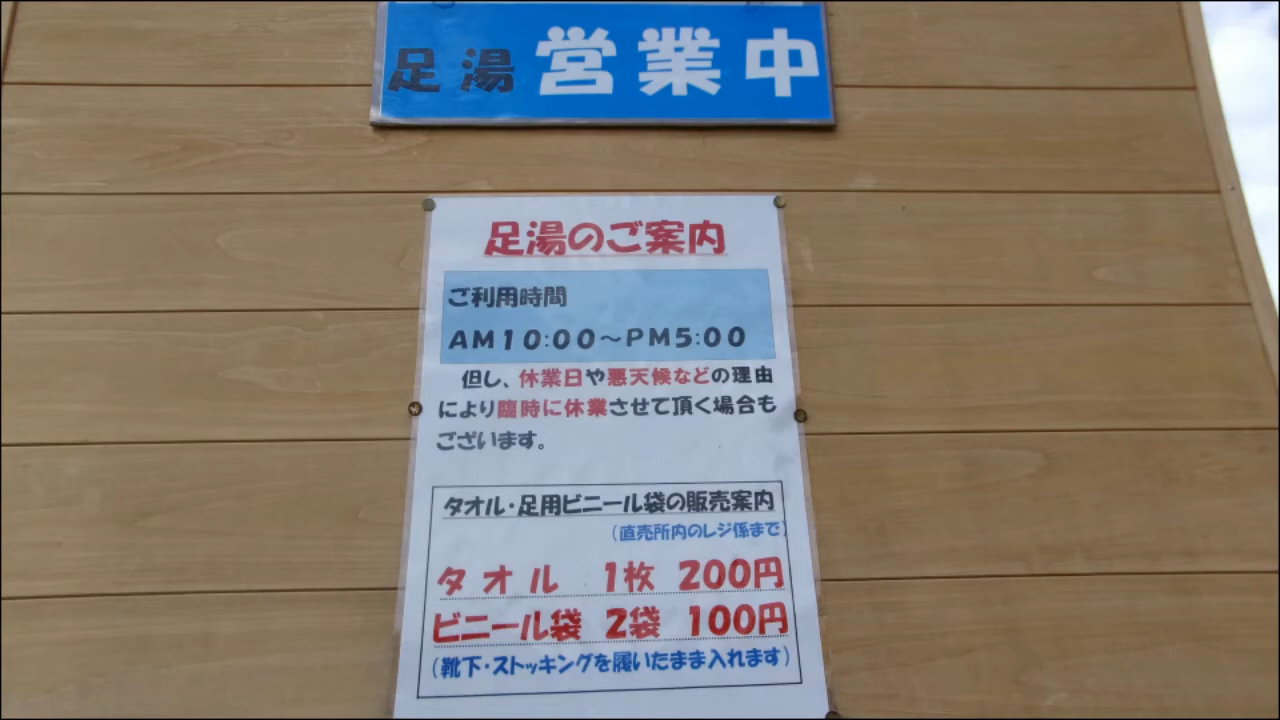 足湯 営業中
足湯のご案内
ご利用時間
AM10:00～PM5:00
但し、休業日や悪天候などの理由
により臨時に休業させて頂く場合も
ございます。
タオル・足用ビニール袋の販売案内
（直売所内のレジ係まで）
タオル 1枚 200円
ビニール袋 2袋 100円
（靴下・ストッキングを履いたまま入れます）